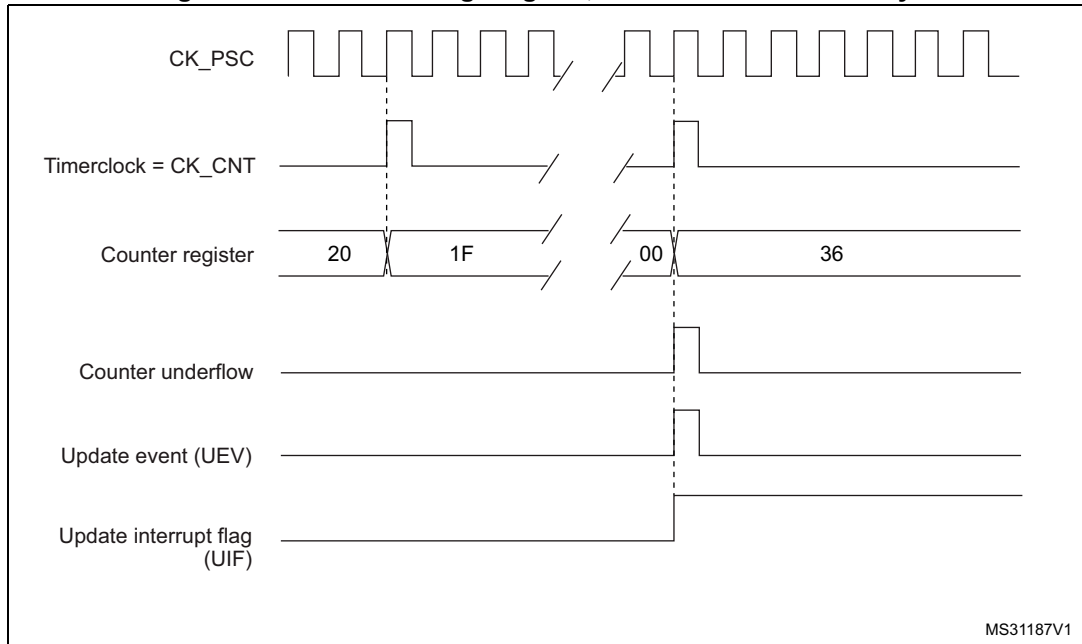 CK_PSC
Timerclock = CK_CNT
Counter register
20
1F
00
36
Counter underflow
Update event (UEV)
Update interrupt flag
(UIF)
MS31187V1